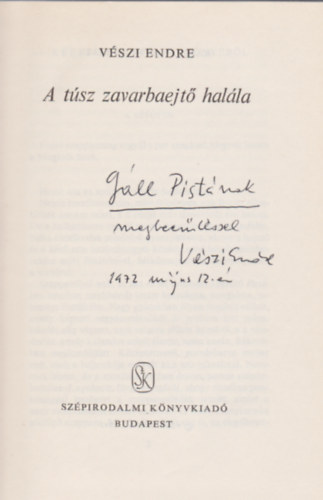 VÉSZI ENDRE
A túsz zavarbaejtő halála
Gáll Pistának
megbecsüléssel
Vészi Endre
1972 május 12-én
SZK
SZÉPIRODALMI KÖNYVKIADÓ
BUDAPEST